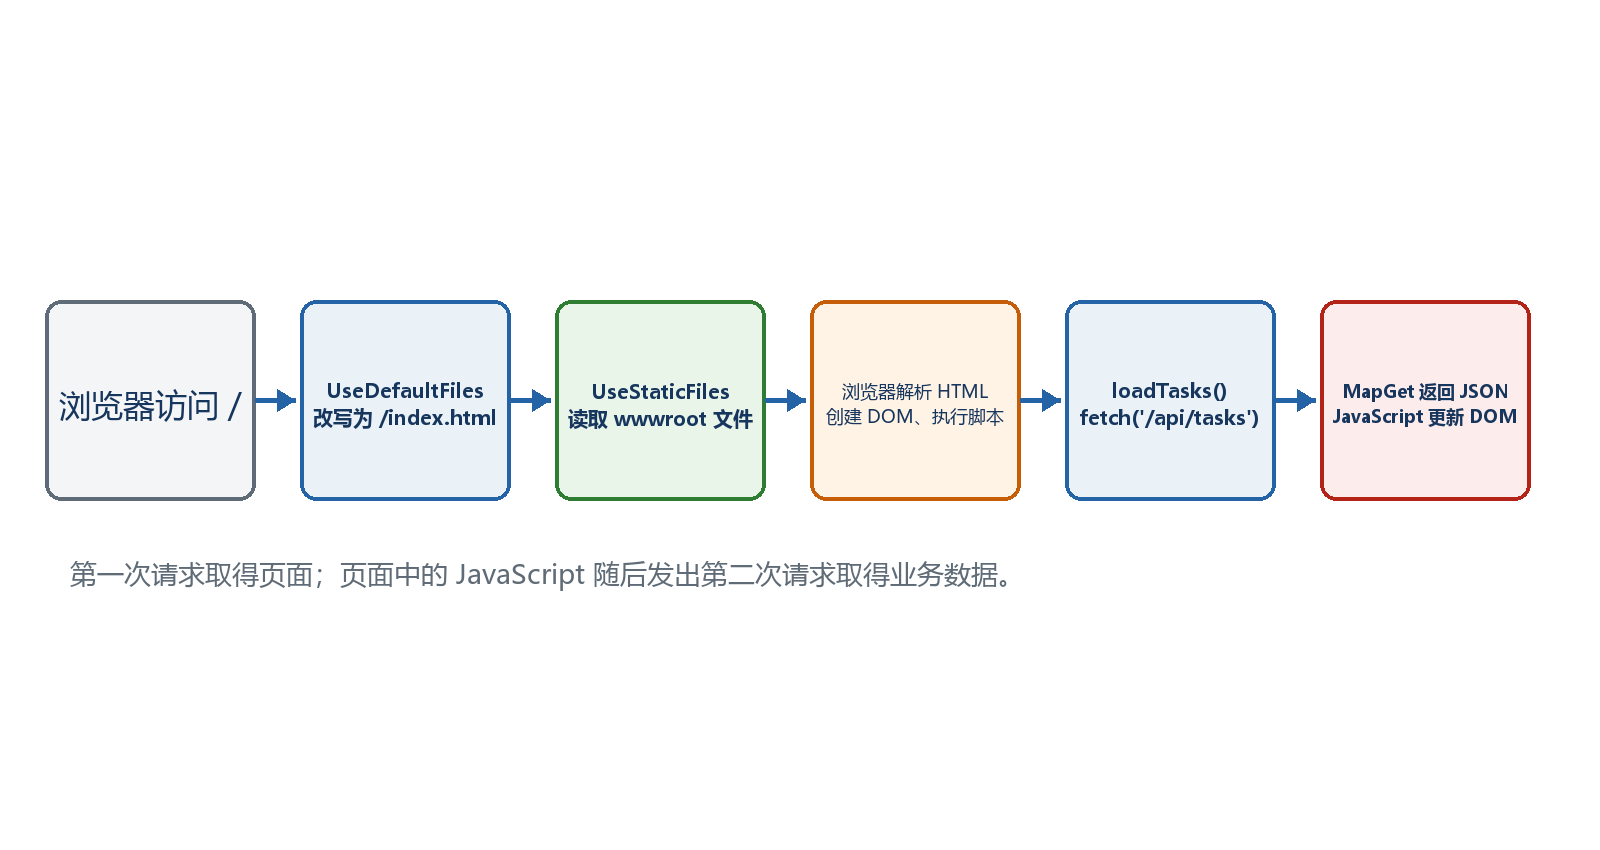 浏览器访问 /
UseDefaultFiles
改写为 /index.html
UseStaticFiles
读取 wwwroot 文件
浏览器解析 HTML
创建 DOM、执行脚本
loadTasks()
fetch('/api/tasks')
MapGet 返回 JSON
JavaScript 更新 DOM
第一次请求取得页面；页面中的 JavaScript 随后发出第二次请求取得业务数据。